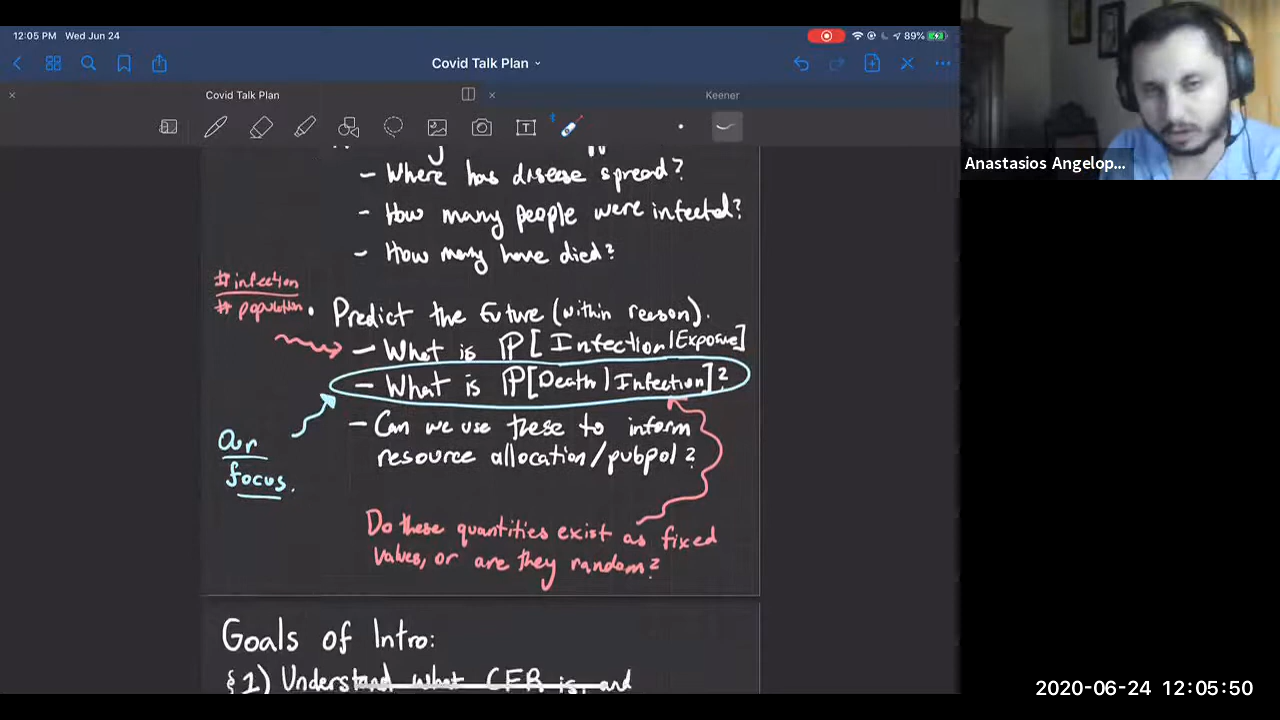 12:05 PM Wed Jun 24
89%
Covid Talk Plan
Covid Talk Plan
Keener
T
- Where has disease spread?
- How many people were infected?
- How many have died?
# infection
# population
• Predict the future (within reason).
- What is P[Infection|Exposure]
- What is P[Death|Infection]?
- Can we use these to inform
resource allocation/pubpol?
Our
focus.
Do these quantities exist as fixed
values, or are they random?
Goals of Intro:
§1) Understand what CFR is, and
Anastasios Angelop...
2020-06-24 12:05:50